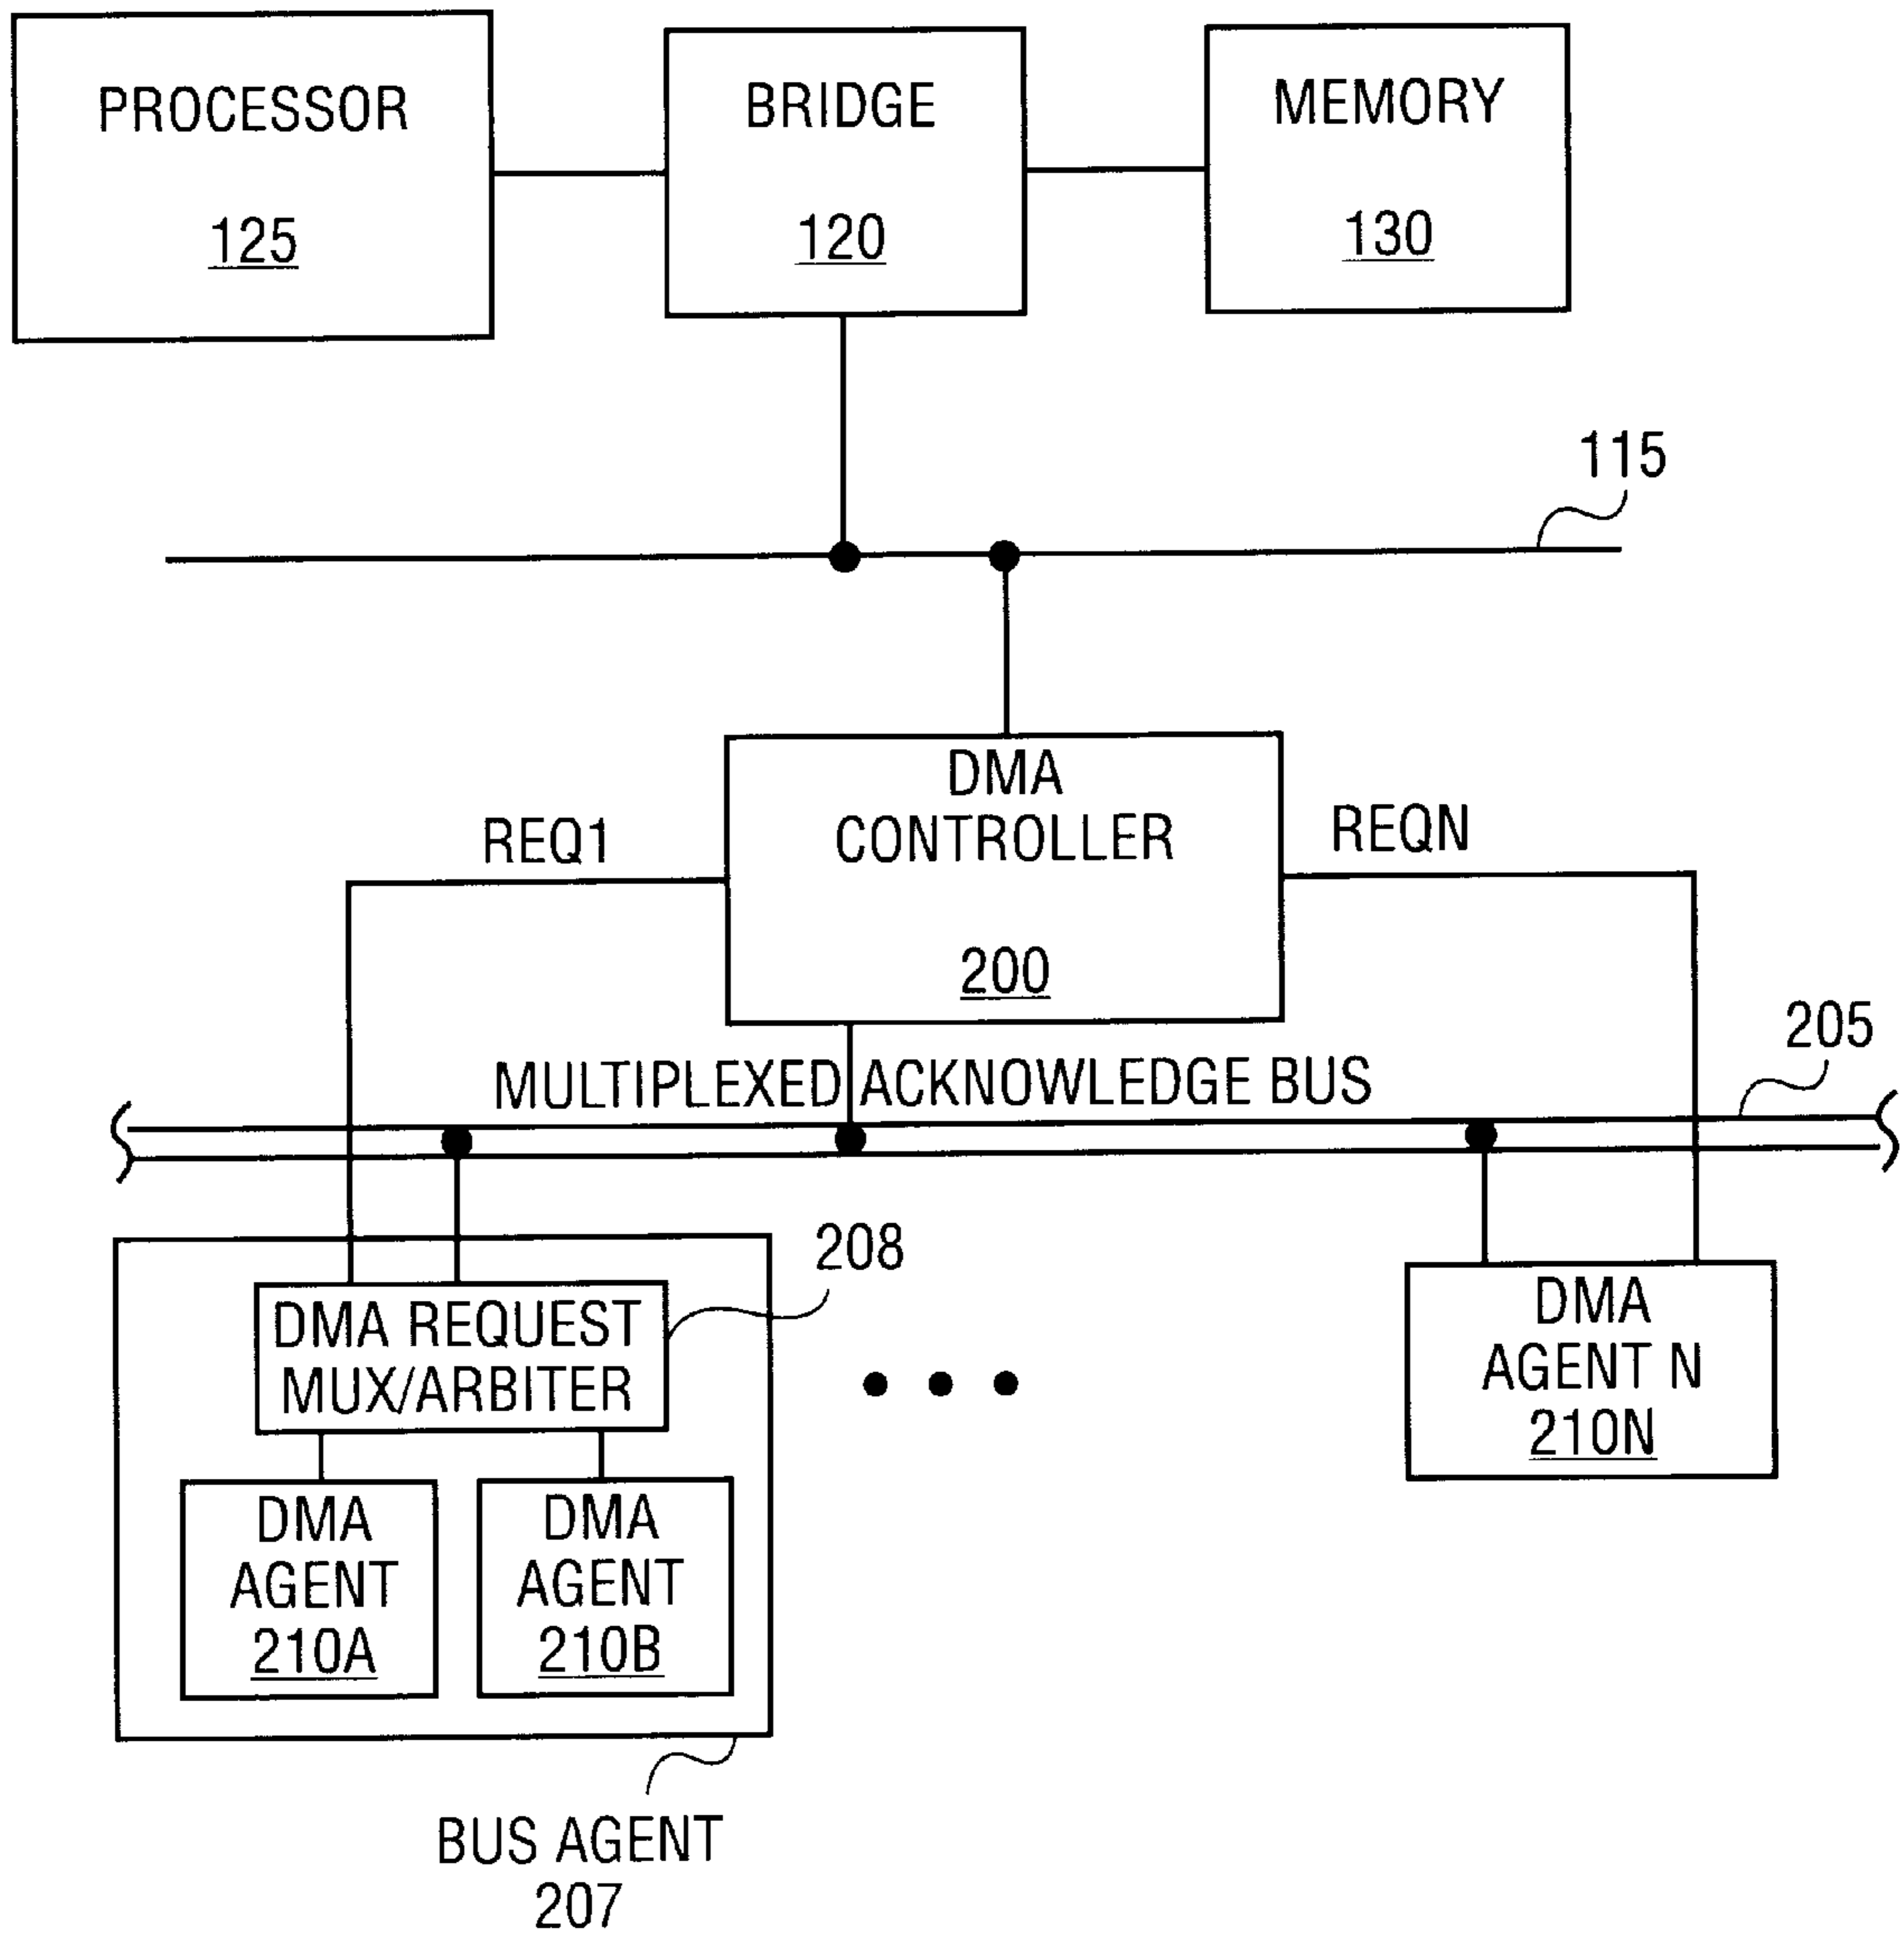 PROCESSOR
125
BRIDGE
120
MEMORY
130
115
DMA
CONTROLLER
200
REQ1
REQN
205
MULTIPLEXED ACKNOWLEDGE BUS
208
DMA REQUEST
MUX/ARBITER
DMA
AGENT
210A
DMA
AGENT
210B
DMA
AGENT N
210N
BUS AGENT
207